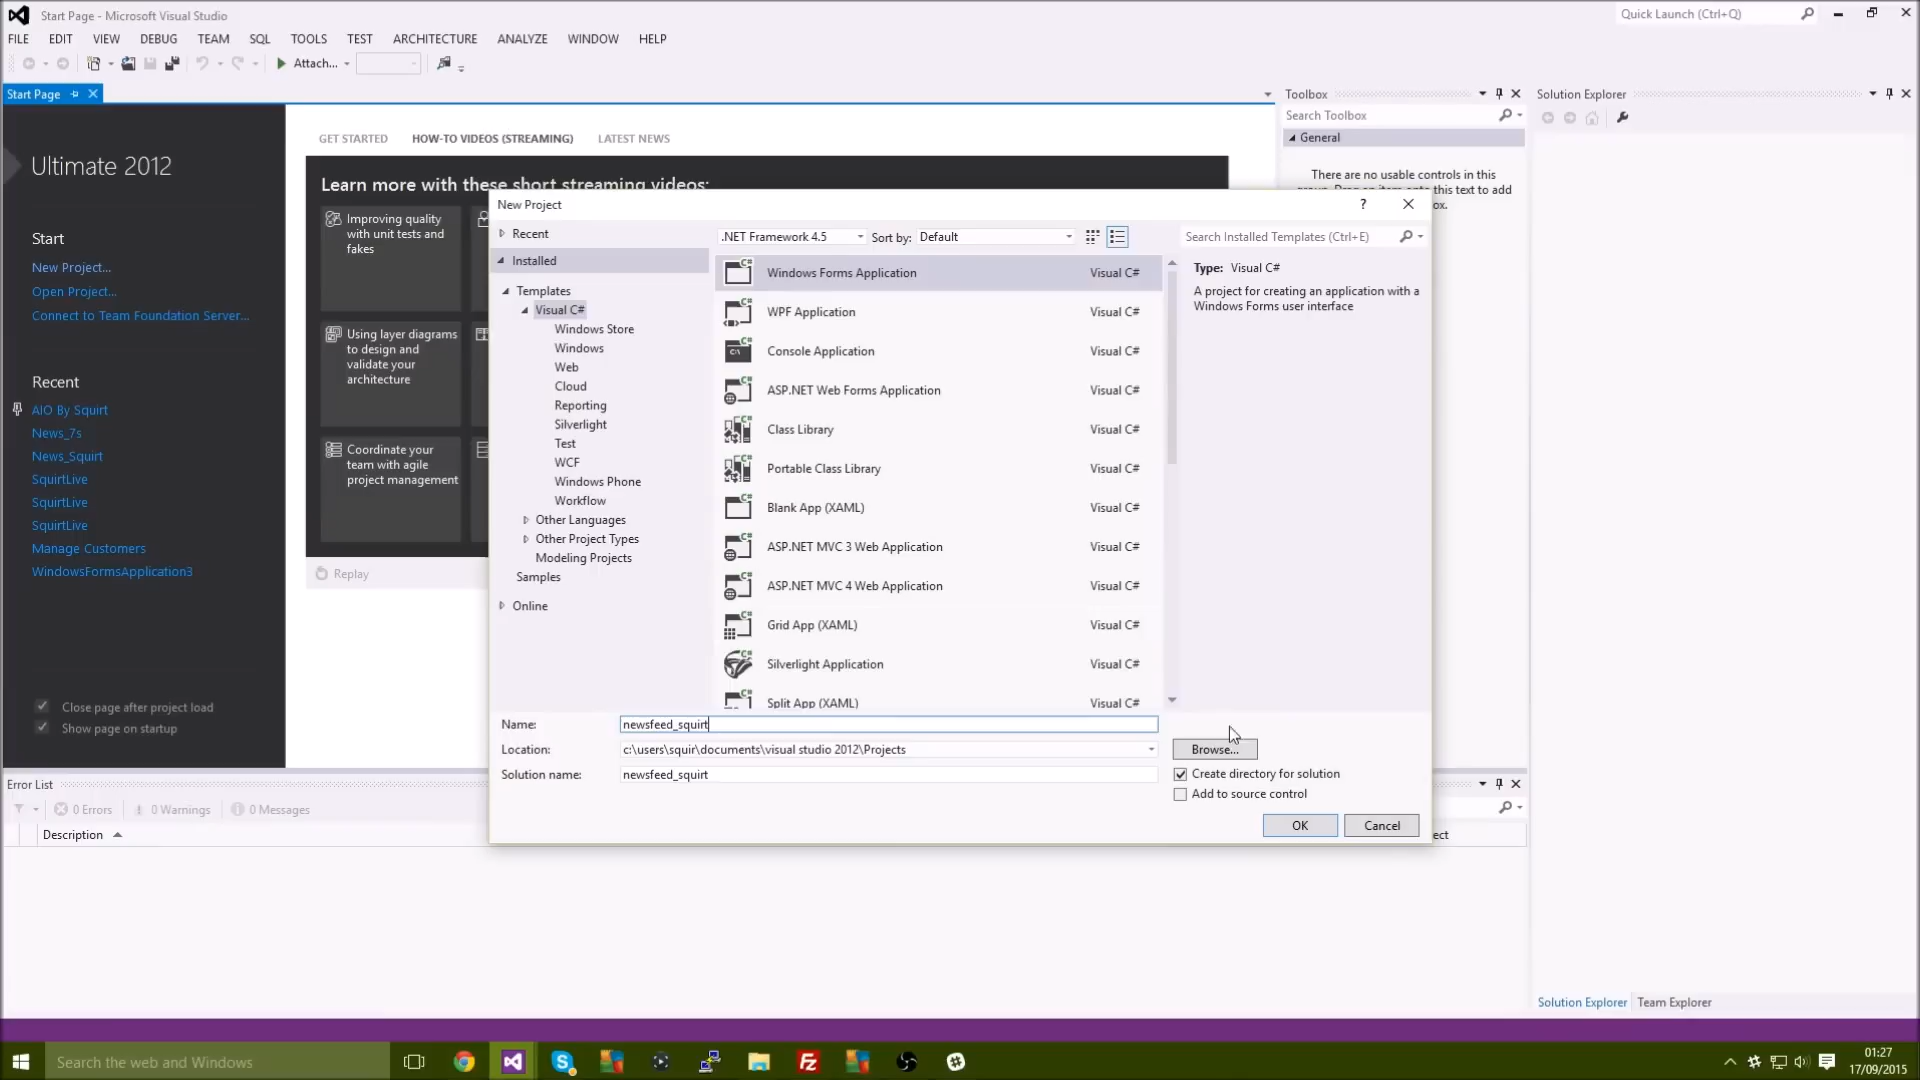 Start Page - Microsoft Visual Studio
Quick Launch (Ctrl+Q)
FILE EDIT VIEW DEBUG TEAM SQL TOOLS TEST ARCHITECTURE ANALYZE WINDOW HELP
Attach...
Start Page
Toolbox
Solution Explorer
Search Toolbox
General
There are no usable controls in this
this text to add
Ultimate 2012
Start
New Project...
Open Project...
Connect to Team Foundation Server...
Recent
AIO By Squirt
News_7s
News_Squirt
SquirtLive
SquirtLive
SquirtLive
Manage Customers
WindowsFormsApplication3
Close page after project load
Show page on startup
GET STARTED HOW-TO VIDEOS (STREAMING) LATEST NEWS
Learn more with these short streaming videos:
Improving quality
with unit tests and
fakes
Using layer diagrams
to design and
validate your
architecture
Coordinate your
team with agile
project management
Replay
New Project
? 
Recent
Installed
Templates
Visual C#
Windows Store
Windows
Web
Cloud
Reporting
Silverlight
Test
WCF
Windows Phone
Workflow
Other Languages
Other Project Types
Modeling Projects
Samples
Online
.NET Framework 4.5 Sort by: Default
Search Installed Templates (Ctrl+E)
Windows Forms Application Visual C#
WPF Application Visual C#
Console Application Visual C#
ASP.NET Web Forms Application Visual C#
Class Library Visual C#
Portable Class Library Visual C#
Blank App (XAML) Visual C#
ASP.NET MVC 3 Web Application Visual C#
ASP.NET MVC 4 Web Application Visual C#
Grid App (XAML) Visual C#
Silverlight Application Visual C#
Split App (XAML) Visual C#
Type: Visual C#
A project for creating an application with a
Windows Forms user interface
Name: newsfeed_squirt
Location: c:\users\squir\documents\visual studio 2012\Projects
Browse...
Solution name: newsfeed_squirt
Create directory for solution
Add to source control
OK Cancel
Error List
0 Errors 0 Warnings 0 Messages
Description
Solution Explorer Team Explorer
Search the web and Windows
01:27
17/09/2015